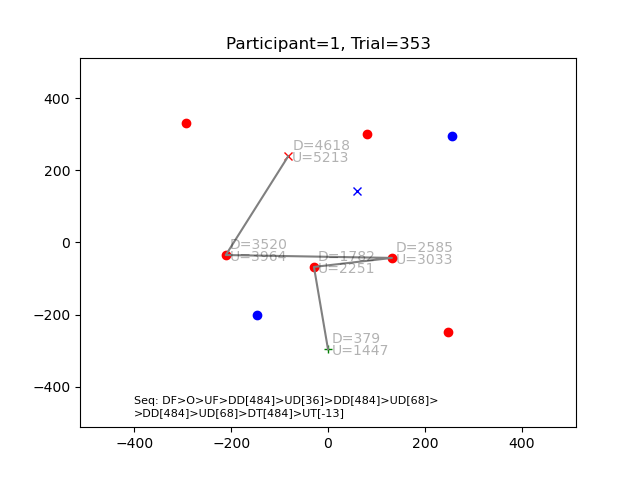 Participant=1, Trial=353
400
200
0
−200
−400
D=4618
U=5213
D=3520
U=3964
D=1782
U=2251
D=2585
U=3033
D=379
U=1447
Seq: DF>O>UF>DD[484]>UD[36]>DD[484]>UD[68]>
>DD[484]>UD[68]>DT[484]>UT[-13]
−400
−200
0
200
400